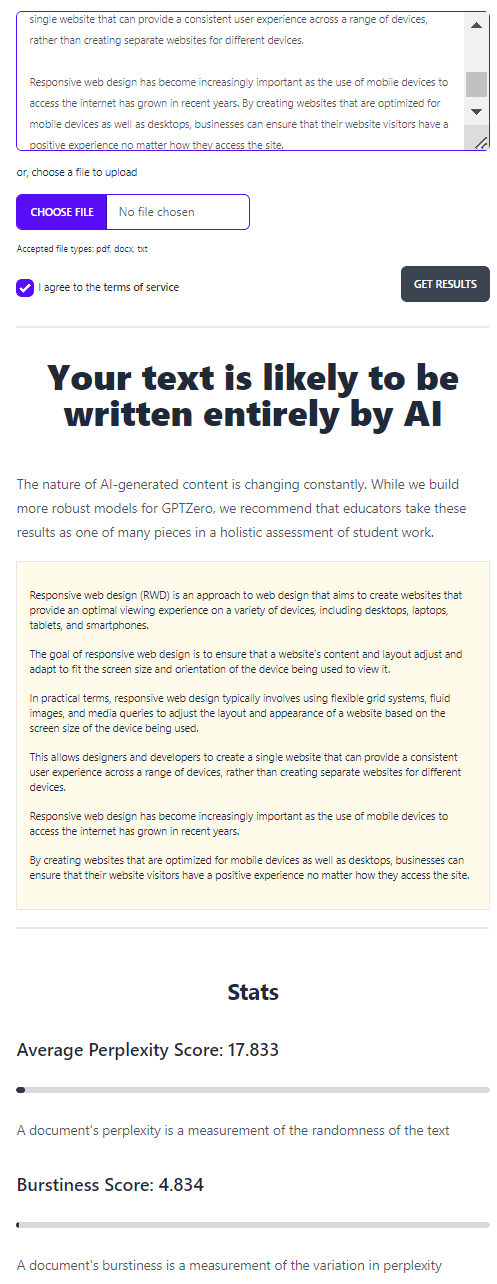 single website that can provide a consistent user experience across a range of devices,
rather than creating separate websites for different devices.
Responsive web design has become increasingly important as the use of mobile devices to
access the internet has grown in recent years. By creating websites that are optimized for
mobile devices as well as desktops, businesses can ensure that their website visitors have a
positive experience no matter how they access the site.
or, choose a file to upload
CHOOSE FILE No file chosen
Accepted file types: pdf, docx, txt
I agree to the terms of service
GET RESULTS
Your text is likely to be
written entirely by AI
The nature of AI-generated content is changing constantly. While we build
more robust models for GPTZero, we recommend that educators take these
results as one of many pieces in a holistic assessment of student work.
Responsive web design (RWD) is an approach to web design that aims to create websites that
provide an optimal viewing experience on a variety of devices, including desktops, laptops,
tablets, and smartphones.
The goal of responsive web design is to ensure that a website's content and layout adjust and
adapt to fit the screen size and orientation of the device being used to view it.
In practical terms, responsive web design typically involves using flexible grid systems, fluid
images, and media queries to adjust the layout and appearance of a website based on the
screen size of the device being used.
This allows designers and developers to create a single website that can provide a consistent
user experience across a range of devices, rather than creating separate websites for different
devices.
Responsive web design has become increasingly important as the use of mobile devices to
access the internet has grown in recent years.
By creating websites that are optimized for mobile devices as well as desktops, businesses can
ensure that their website visitors have a positive experience no matter how they access the site.
Stats
Average Perplexity Score: 17.833
A document's perplexity is a measurement of the randomness of the text
Burstiness Score: 4.834
A document's burstiness is a measurement of the variation in perplexity